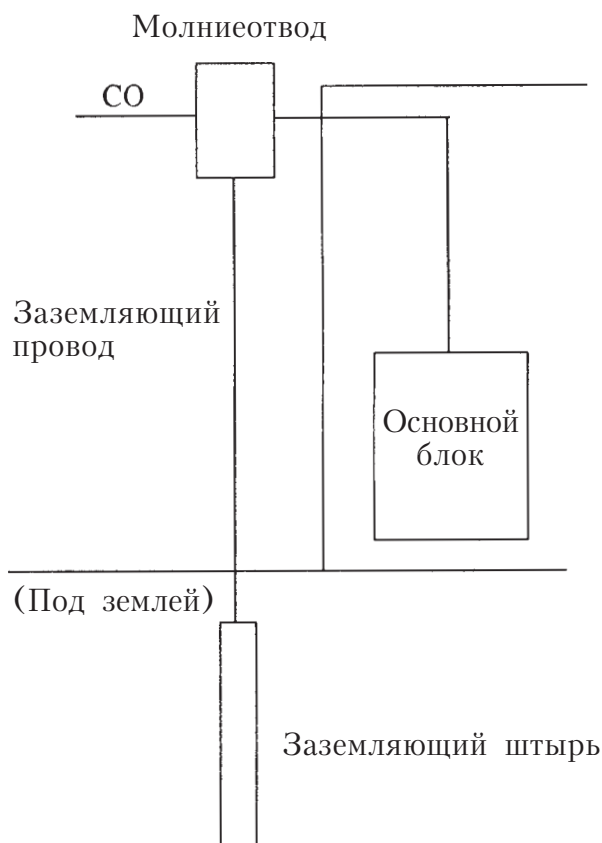 Молниеотвод
CO
Заземляющий
провод
Основной
блок
(Под землей)
Заземляющий штырь